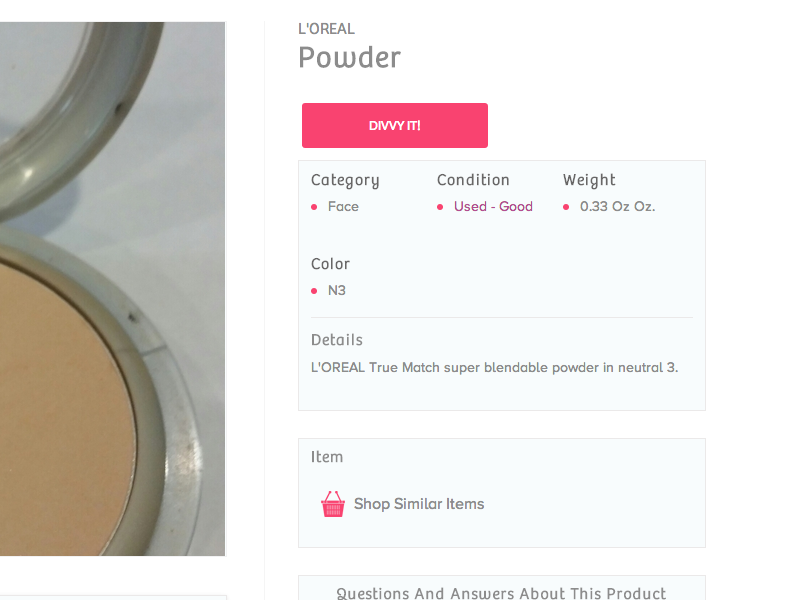 L'OREAL
Powder
DIVVY IT!
Category Condition Weight
Face Used - Good 0.33 Oz Oz.
Color
N3
Details
L'OREAL True Match super blendable powder in neutral 3.
Item
Shop Similar Items
Questions And Answers About This Product